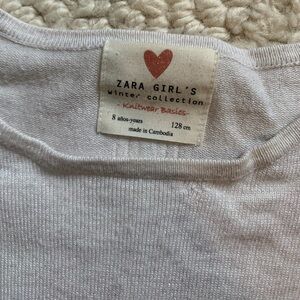 ZARA GIRL'S
winter collection
- Knitwear Basics -
8 años-years 128 cm
made in Cambodia